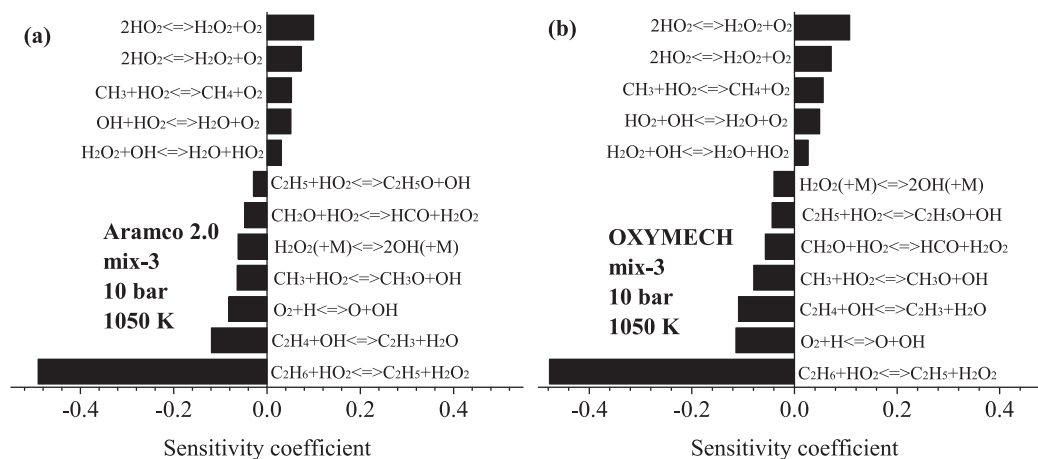 (a)
2HO₂<=>H₂O₂+O₂
2HO₂<=>H₂O₂+O₂
CH₃+HO₂<=>CH₄+O₂
OH+HO₂<=>H₂O+O₂
H₂O₂+OH<=>H₂O+HO₂
C₂H₅+HO₂<=>C₂H₅O+OH
CH₂O+HO₂<=>HCO+H₂O₂
H₂O₂(+M)<=>2OH(+M)
CH₃+HO₂<=>CH₃O+OH
O₂+H<=>O+OH
C₂H₄+OH<=>C₂H₃+H₂O
C₂H₆+HO₂<=>C₂H₅+H₂O₂
Aramco 2.0
mix-3
10 bar
1050 K
-0.4 -0.2 0.0 0.2 0.4
Sensitivity coefficient
(b)
2HO₂<=>H₂O₂+O₂
2HO₂<=>H₂O₂+O₂
CH₃+HO₂<=>CH₄+O₂
HO₂+OH<=>H₂O+O₂
H₂O₂+OH<=>H₂O+HO₂
H₂O₂(+M)<=>2OH(+M)
C₂H₅+HO₂<=>C₂H₅O+OH
CH₂O+HO₂<=>HCO+H₂O₂
CH₃+HO₂<=>CH₃O+OH
C₂H₄+OH<=>C₂H₃+H₂O
O₂+H<=>O+OH
C₂H₆+HO₂<=>C₂H₅+H₂O₂
OXYMECH
mix-3
10 bar
1050 K
-0.4 -0.2 0.0 0.2 0.4
Sensitivity coefficient